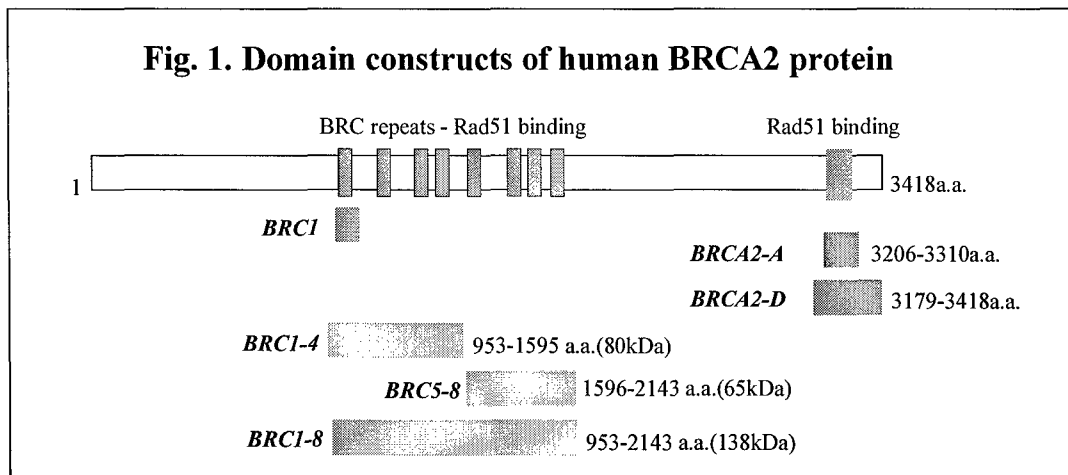 Fig. 1. Domain constructs of human BRCA2 protein
BRC repeats - Rad51 binding
Rad51 binding
1
3418a.a.
BRC1
BRCA2-A
3206-3310a.a.
BRCA2-D
3179-3418a.a.
BRC1-4
953-1595 a.a.(80kDa)
BRC5-8
1596-2143 a.a.(65kDa)
BRC1-8
953-2143 a.a.(138kDa)